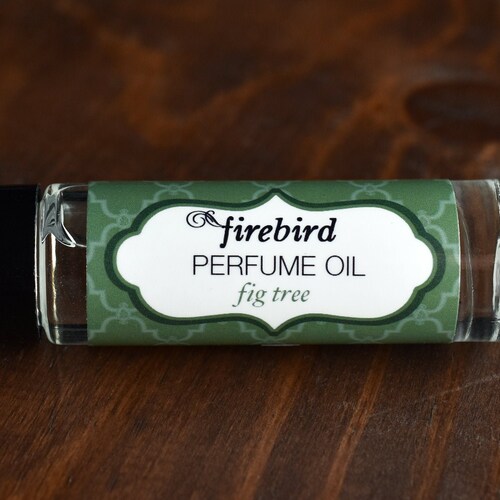 firebird
PERFUME OIL
fig tree